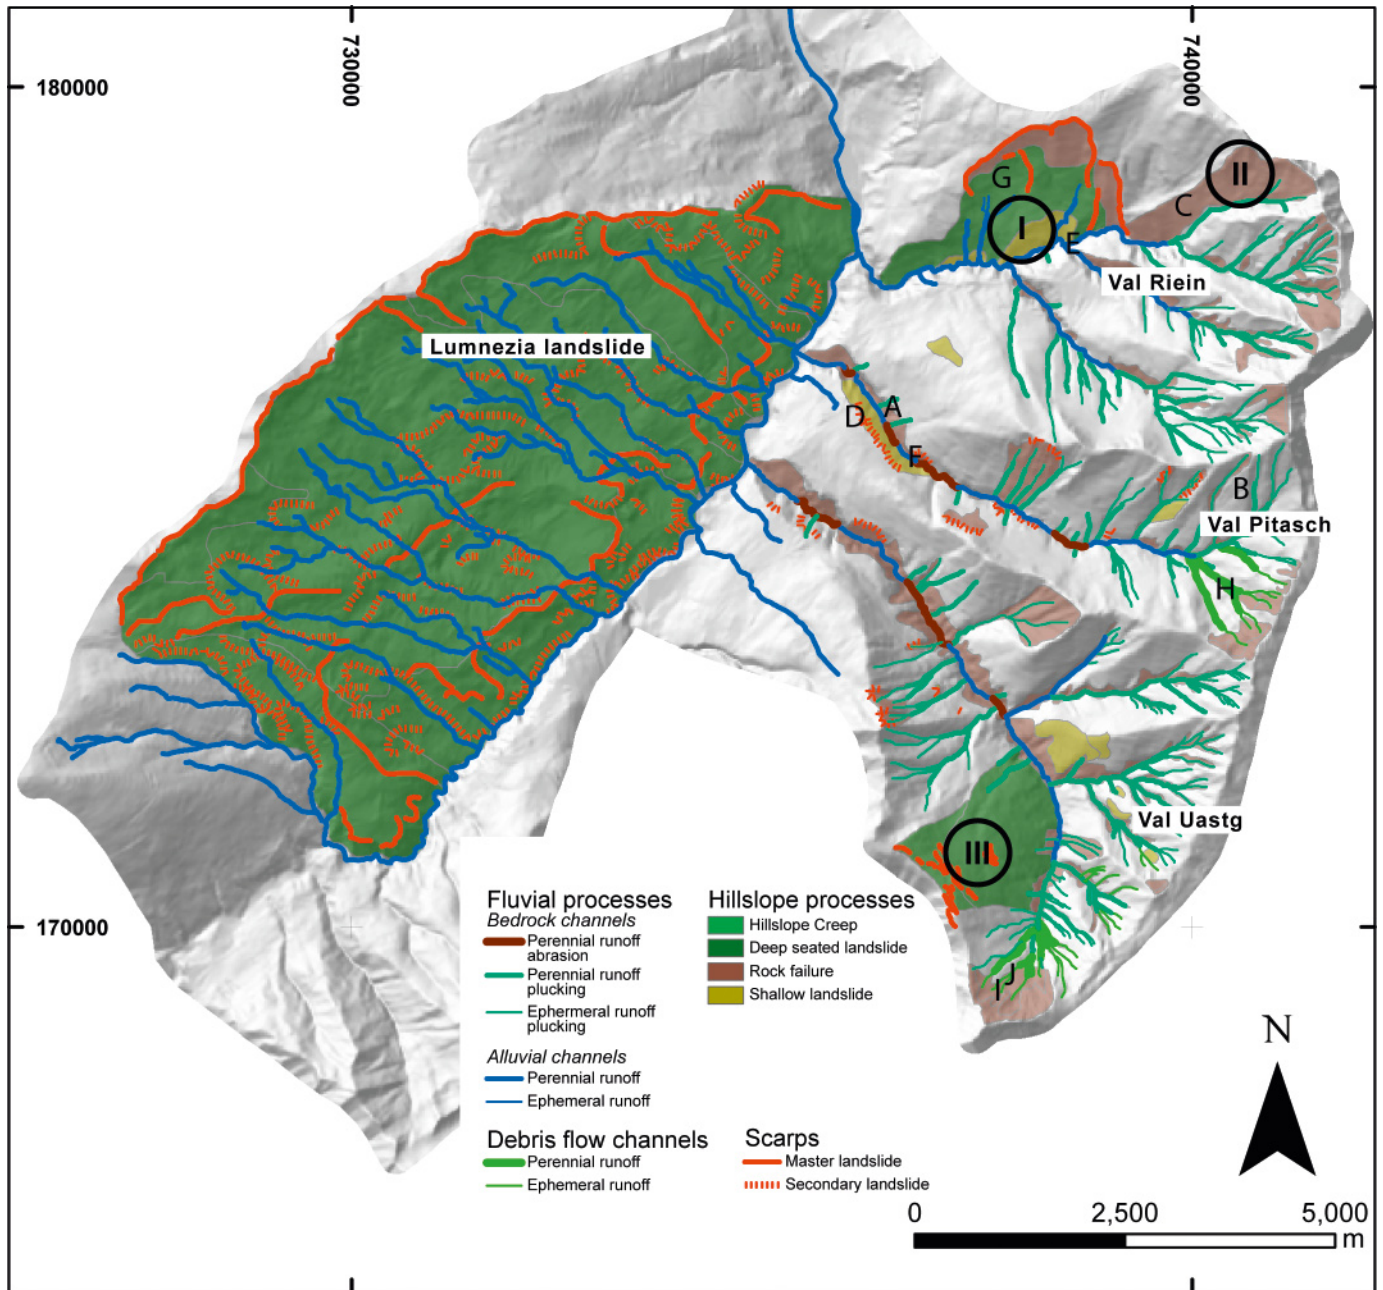 730000
740000
180000
G
II
C
I
E
Val Riein
Lumnezia landslide
A
D
F
B
Val Pitasch
H
Val Uastg
III
170000
J
I
Fluvial processes
Bedrock channels
Perennial runoff
abrasion
Perennial runoff
plucking
Ephermeral runoff
plucking
Alluvial channels
Perennial runoff
Ephemeral runoff
Debris flow channels
Perennial runoff
Ephemeral runoff
Hillslope processes
Hillslope Creep
Deep seated landslide
Rock failure
Shallow landslide
Scarps
Master landslide
Secondary landslide
N
0 2,500 5,000
m